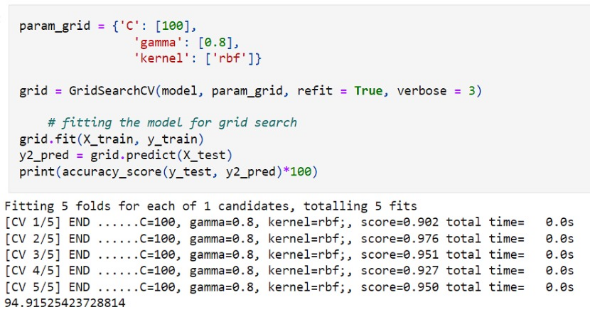 param_grid = {'C': [100],
              'gamma': [0.8],
              'kernel': ['rbf']}
grid = GridSearchCV(model, param_grid, refit = True, verbose = 3)
    # fitting the model for grid search
grid.fit(X_train, y_train)
y2_pred = grid.predict(X_test)
print(accuracy_score(y_test, y2_pred)*100)
Fitting 5 folds for each of 1 candidates, totalling 5 fits
[CV 1/5] END ......C=100, gamma=0.8, kernel=rbf;, score=0.902 total time=   0.0s
[CV 2/5] END ......C=100, gamma=0.8, kernel=rbf;, score=0.976 total time=   0.0s
[CV 3/5] END ......C=100, gamma=0.8, kernel=rbf;, score=0.951 total time=   0.0s
[CV 4/5] END ......C=100, gamma=0.8, kernel=rbf;, score=0.927 total time=   0.0s
[CV 5/5] END ......C=100, gamma=0.8, kernel=rbf;, score=0.950 total time=   0.0s
94.91525423728814